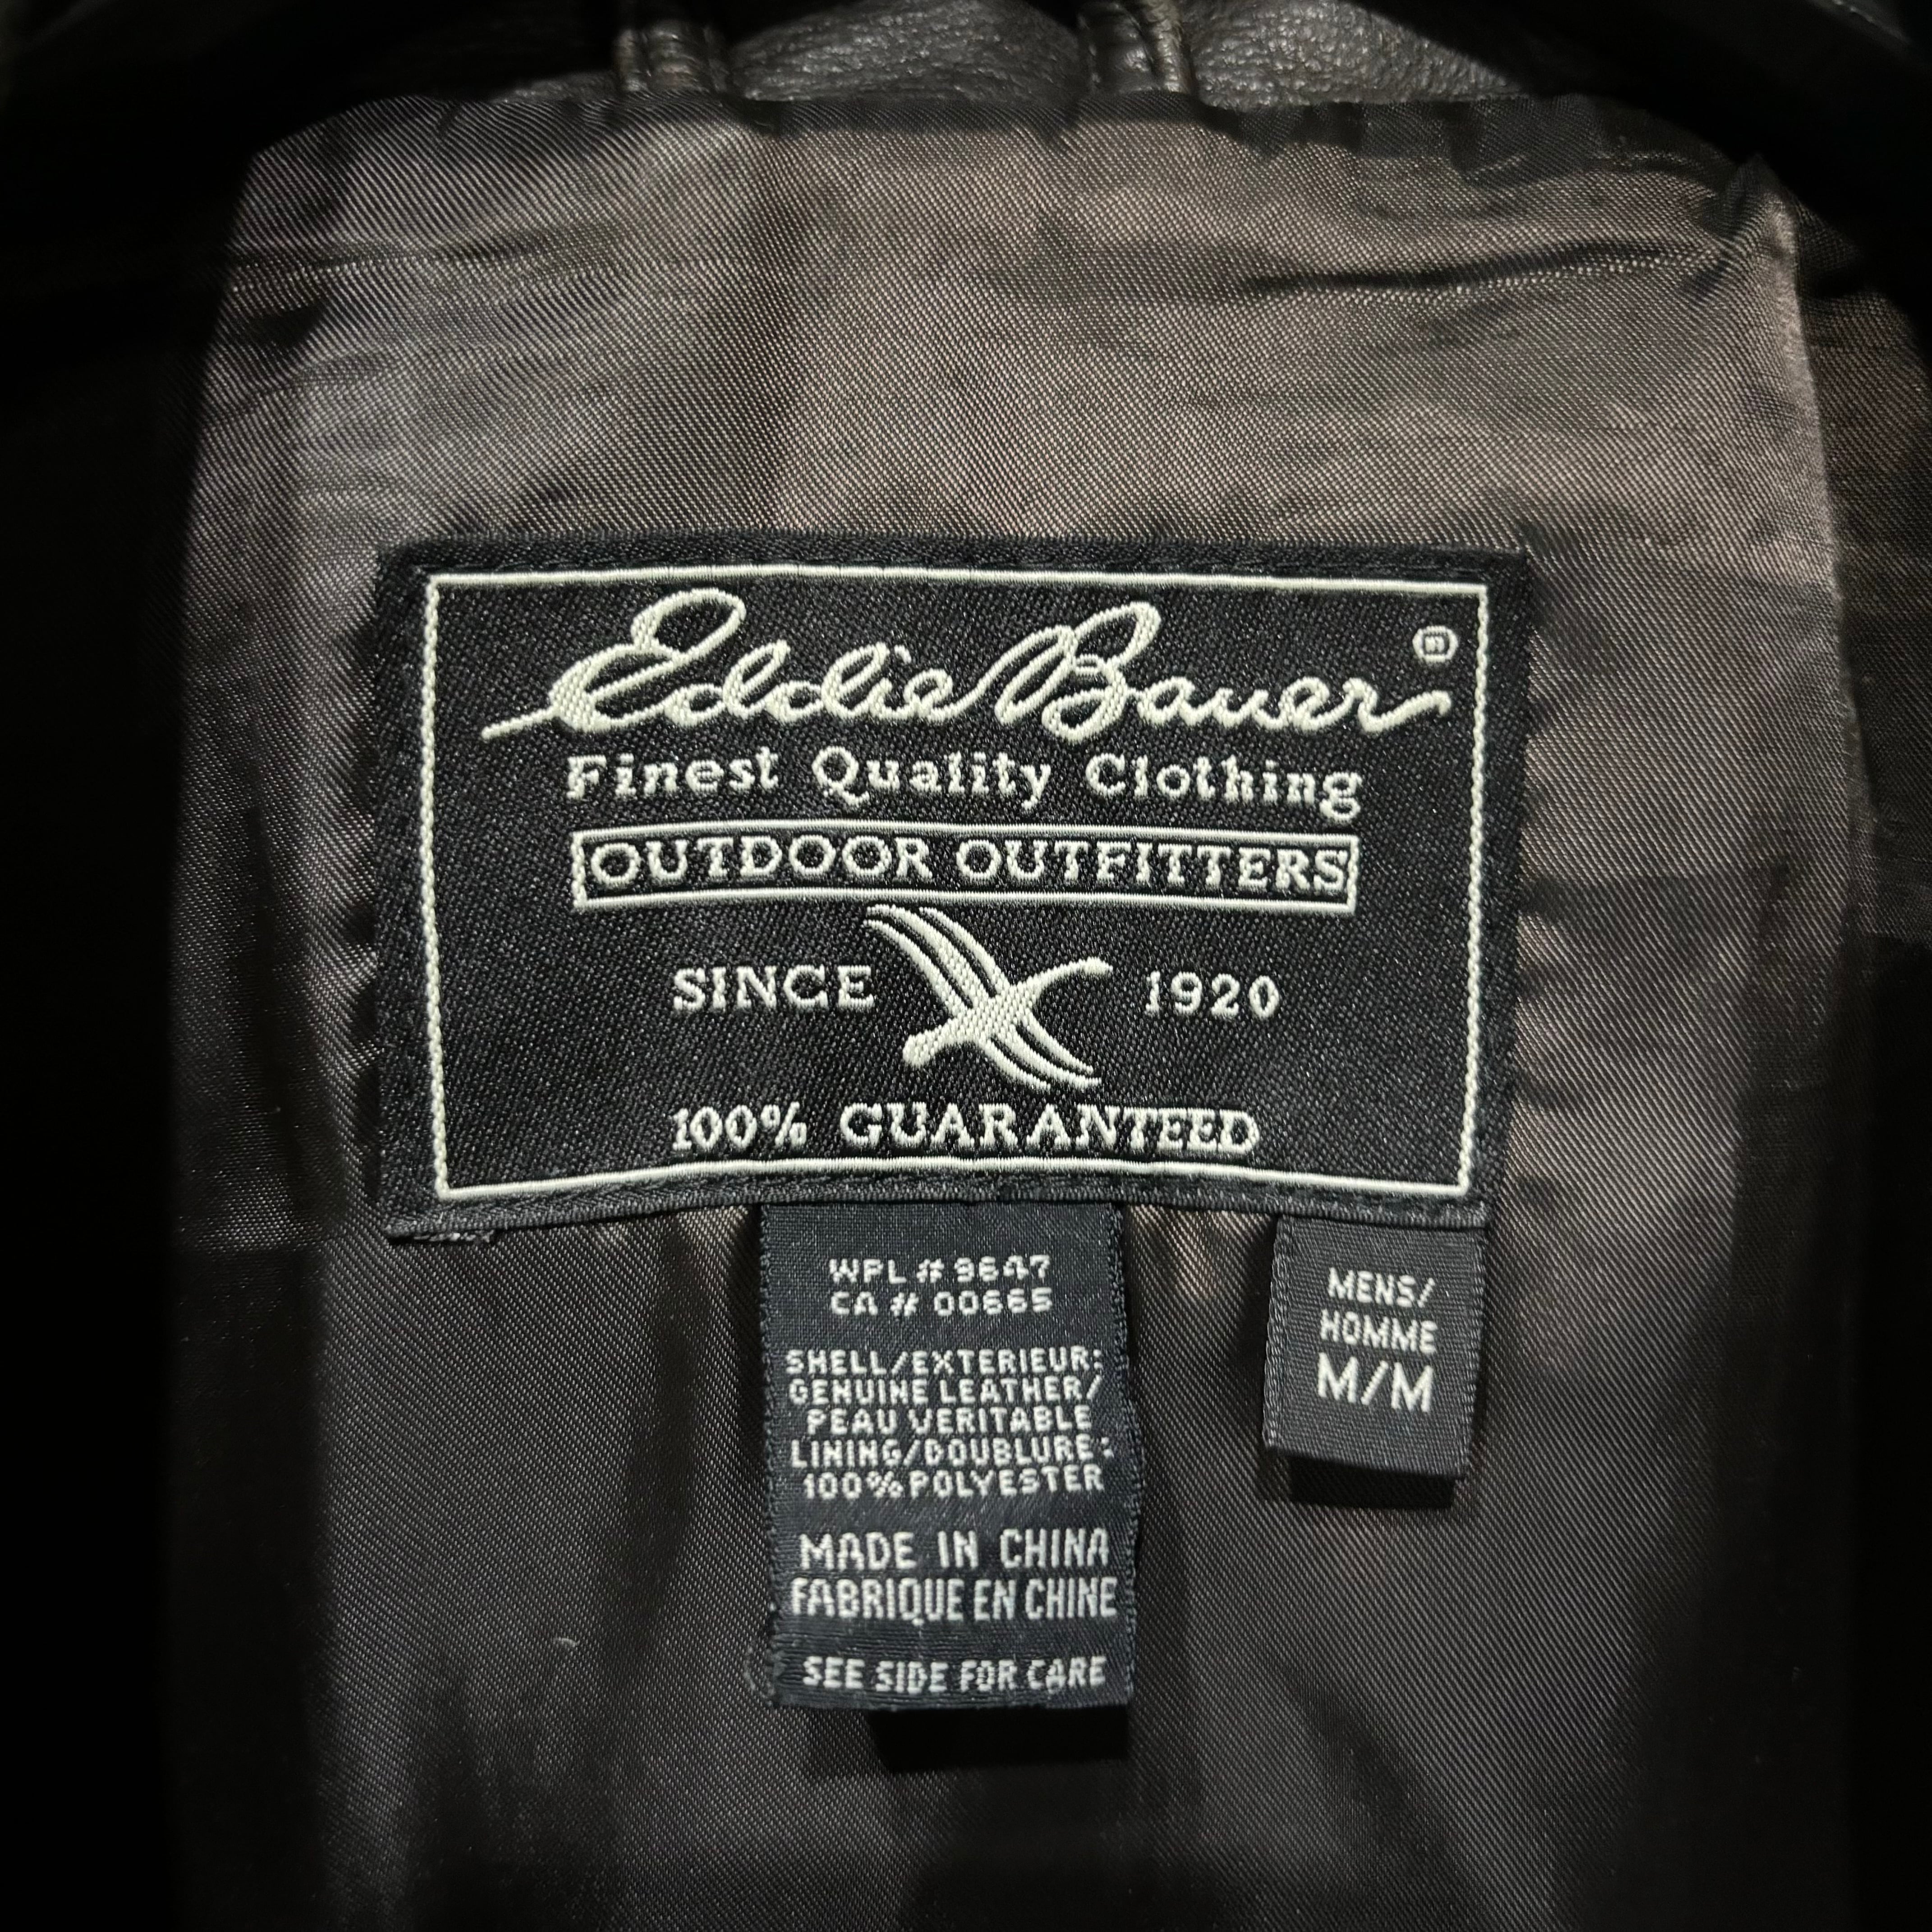 Eddie Bauer ®
Finest Quality Clothing
OUTDOOR OUTFITTERS
SINCE 1920
100% GUARANTEED
WPL # 9647
CA # 00665
SHELL/EXTERIEUR:
GENUINE LEATHER/
PEAU VERITABLE
LINING/DOUBLURE:
100% POLYESTER
MADE IN CHINA
FABRIQUE EN CHINE
SEE SIDE FOR CARE
MENS/
HOMME
M/M